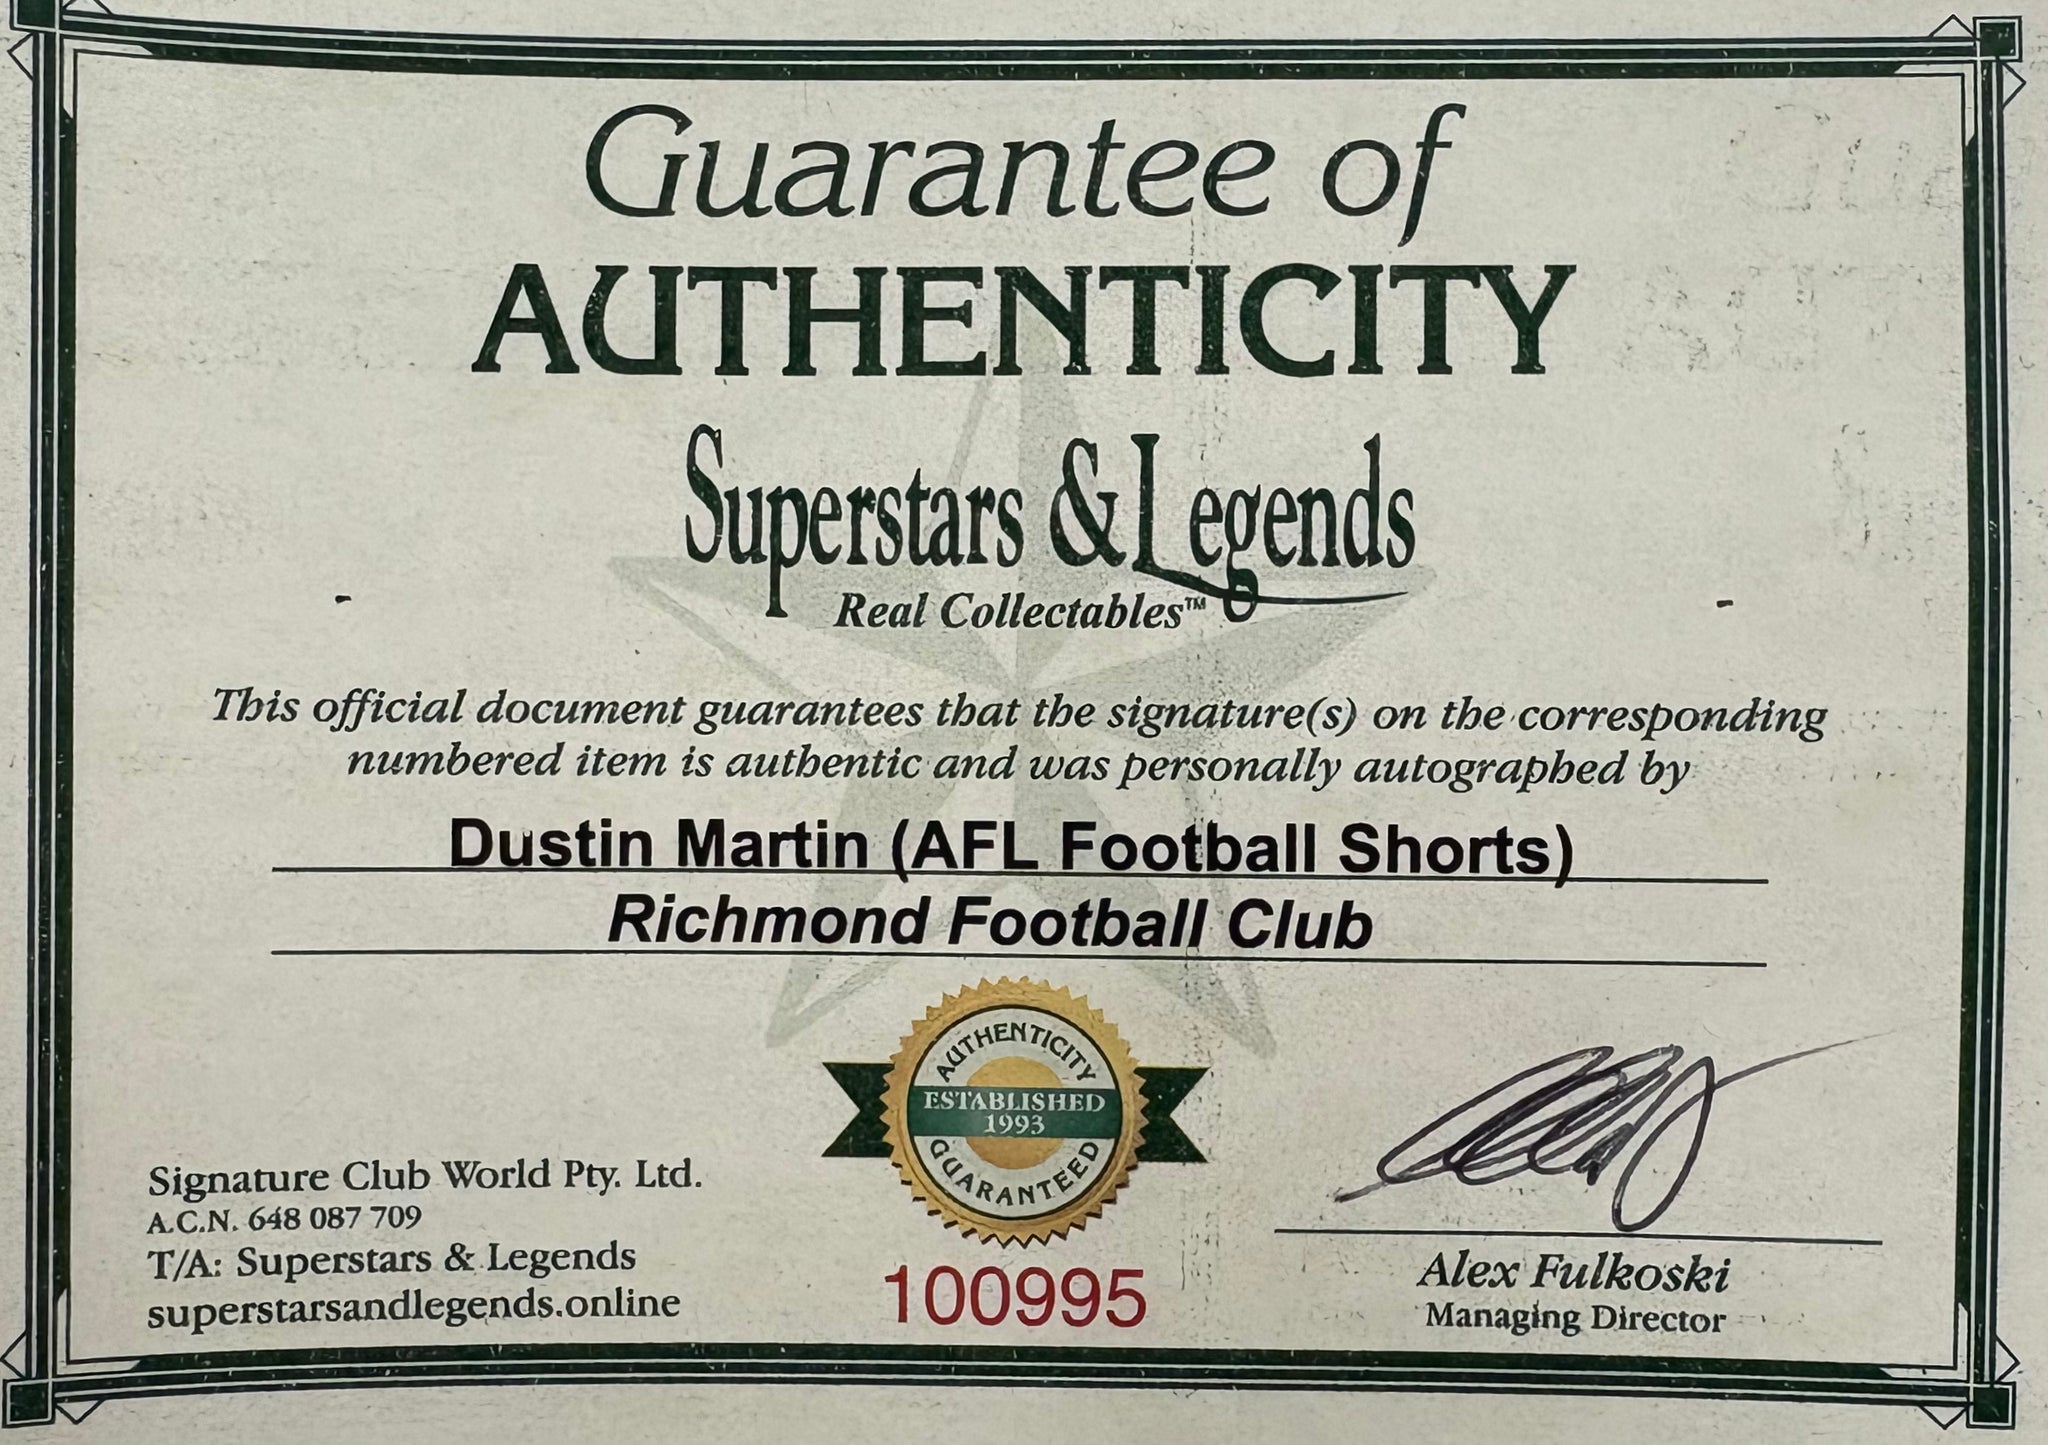 Guarantee of
AUTHENTICITY
Superstars & Legends
Real Collectables™
This official document guarantees that the signature(s) on the corresponding
numbered item is authentic and was personally autographed by
Dustin Martin (AFL Football Shorts)
Richmond Football Club
AUTHENTICITY
ESTABLISHED
1993
GUARANTEED
Signature Club World Pty. Ltd.
A.C.N. 648 087 709
T/A: Superstars & Legends
superstarsandlegends.online
100995
Alex Fulkoski
Managing Director